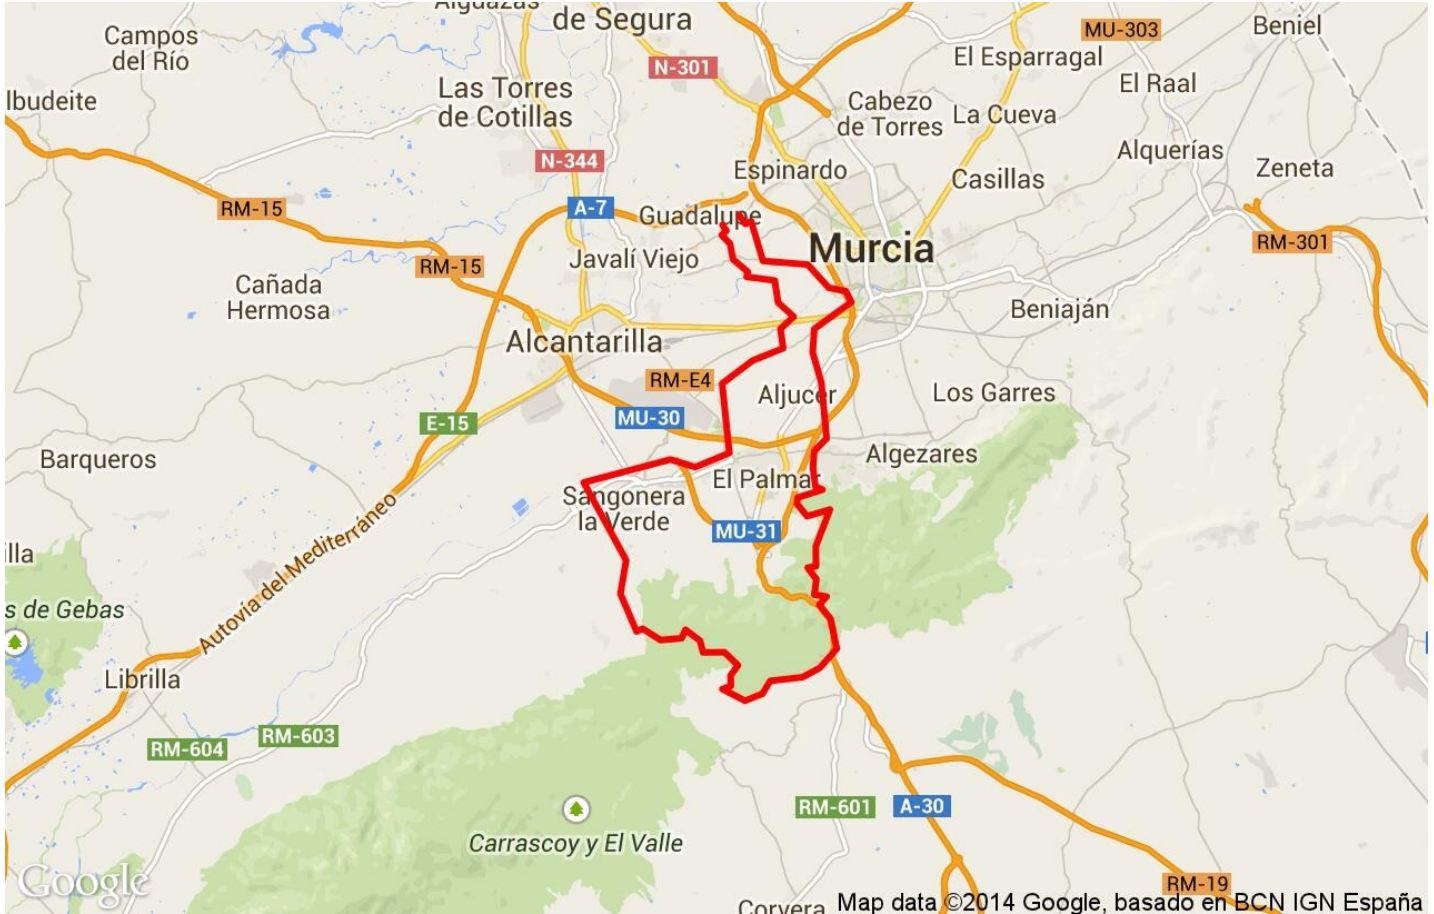 Alguazas
de Segura
MU-303
Beniel
Campos
del Río
N-301
El Esparragal
El Raal
lbudeite
Las Torres
de Cotillas
Cabezo
de Torres
La Cueva
N-344
Espinardo
Alquerías
Zeneta
Casillas
RM-15
A-7
Guadalupe
RM-301
Murcia
RM-15
Javalí Viejo
Cañada
Hermosa
Beniaján
Alcantarilla
RM-E4
Aljucer
Los Garres
E-15
MU-30
Barqueros
Algezares
El Palmar
Sangonera
la Verde
MU-31
Autovía del Mediterráneo
illa
s de Gebas
Librilla
RM-604
RM-603
RM-601
A-30
Carrascoy y El Valle
Google
RM-19
Corvera
Map data ©2014 Google, basado en BCN IGN España